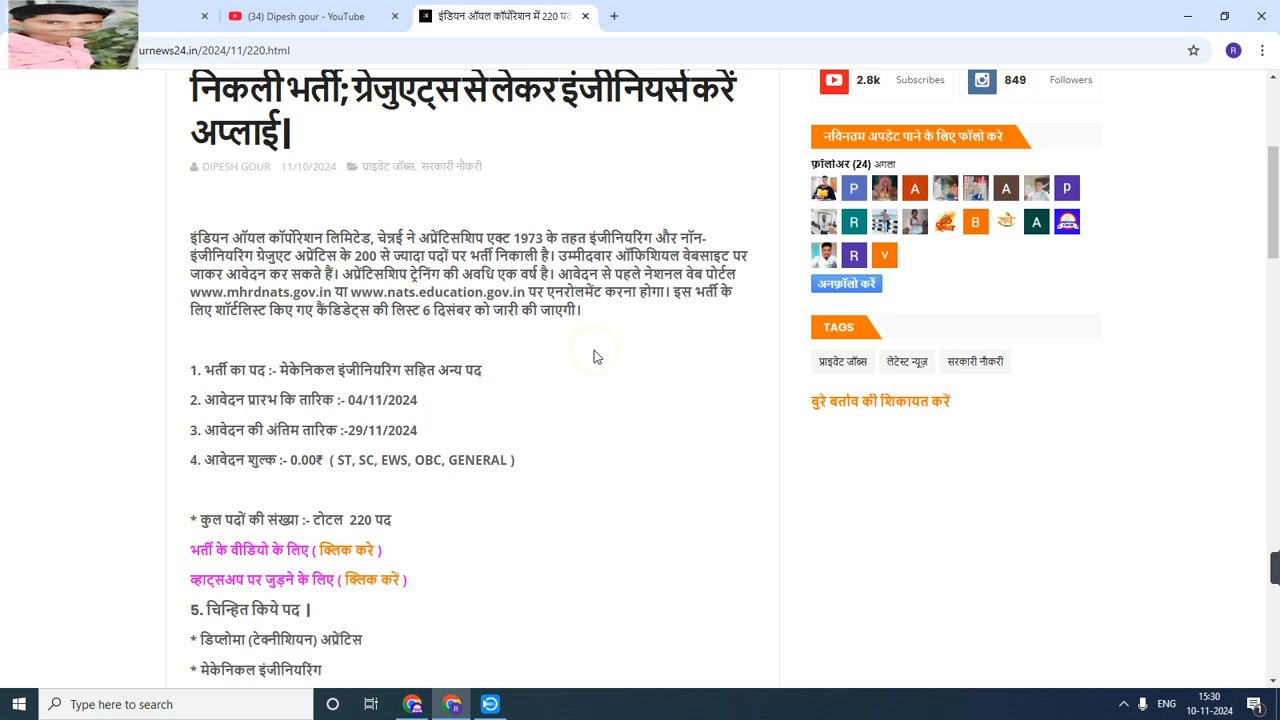 (34) Dipesh gour - YouTube
इंडियन ऑयल कॉर्पोरेशन में 220 पद
urnews24.in/2024/11/220.html
R
निकली भर्ती; ग्रेजुएट्स से लेकर इंजीनियर्स करें
अप्लाई|
DIPESH GOUR 11/10/2024 प्राइवेट जॉब्स, सरकारी नौकरी
इंडियन ऑयल कॉर्पोरेशन लिमिटेड, चेन्नई ने अप्रेंटिसशिप एक्ट 1973 के तहत इंजीनियरिंग और नॉन-
इंजीनियरिंग ग्रेजुएट अप्रेंटिस के 200 से ज्यादा पदों पर भर्ती निकाली है। उम्मीदवार ऑफिशियल वेबसाइट पर
जाकर आवेदन कर सकते हैं। अप्रेंटिसशिप ट्रेनिंग की अवधि एक वर्ष है। आवेदन से पहले नेशनल वेब पोर्टल
www.mhrdnats.gov.in या www.nats.education.gov.in पर एनरोलमेंट करना होगा। इस भर्ती के
लिए शॉर्टलिस्ट किए गए कैंडिडेट्स की लिस्ट 6 दिसंबर को जारी की जाएगी।
1. भर्ती का पद :- मेकेनिकल इंजीनियरिंग सहित अन्य पद
2. आवेदन प्रारभ कि तारिक :- 04/11/2024
3. आवेदन की अंतिम तारिक :-29/11/2024
4. आवेदन शुल्क :- 0.00₹ ( ST, SC, EWS, OBC, GENERAL )
* कुल पदों की संख्या :- टोटल 220 पद
भर्ती के वीडियो के लिए ( क्लिक करे )
व्हाट्सअप पर जुड़ने के लिए ( क्लिक करें )
5. चिन्हित किये पद |
* डिप्लोमा (टेक्नीशियन) अप्रेंटिस
* मेकेनिकल इंजीनियरिंग
2.8k Subscribes
849 Followers
नविनतम अपडेट पाने के लिए फॉलो करे
फ़ॉलोअर (24) अगला
P A A P
R B राधे A
R V
अनफ़ॉलो करें
TAGS
प्राइवेट जॉब्स लेटेस्ट न्यूज़ सरकारी नौकरी
बुरे बर्ताव की शिकायत करें
Type here to search
ENG
15:30
10-11-2024